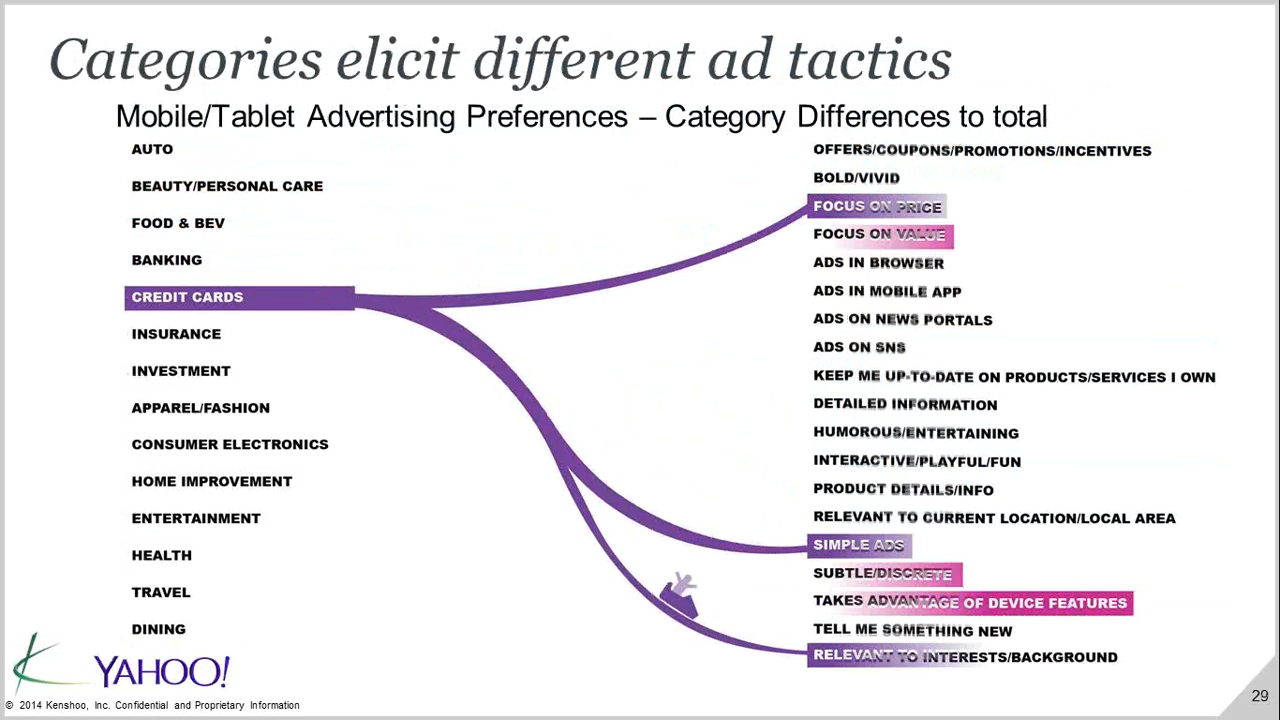 Categories elicit different ad tactics
Mobile/Tablet Advertising Preferences – Category Differences to total
AUTO
BEAUTY/PERSONAL CARE
FOOD & BEV
BANKING
CREDIT CARDS
INSURANCE
INVESTMENT
APPAREL/FASHION
CONSUMER ELECTRONICS
HOME IMPROVEMENT
ENTERTAINMENT
HEALTH
TRAVEL
DINING
OFFERS/COUPONS/PROMOTIONS/INCENTIVES
BOLD/VIVID
FOCUS ON PRICE
FOCUS ON VALUE
ADS IN BROWSER
ADS IN MOBILE APP
ADS ON NEWS PORTALS
ADS ON SNS
KEEP ME UP-TO-DATE ON PRODUCTS/SERVICES I OWN
DETAILED INFORMATION
HUMOROUS/ENTERTAINING
INTERACTIVE/PLAYFUL/FUN
PRODUCT DETAILS/INFO
RELEVANT TO CURRENT LOCATION/LOCAL AREA
SIMPLE ADS
SUBTLE/DISCRETE
TAKES ADVANTAGE OF DEVICE FEATURES
TELL ME SOMETHING NEW
RELEVANT TO INTERESTS/BACKGROUND
YAHOO!
© 2014 Kenshoo, Inc. Confidential and Proprietary Information
29